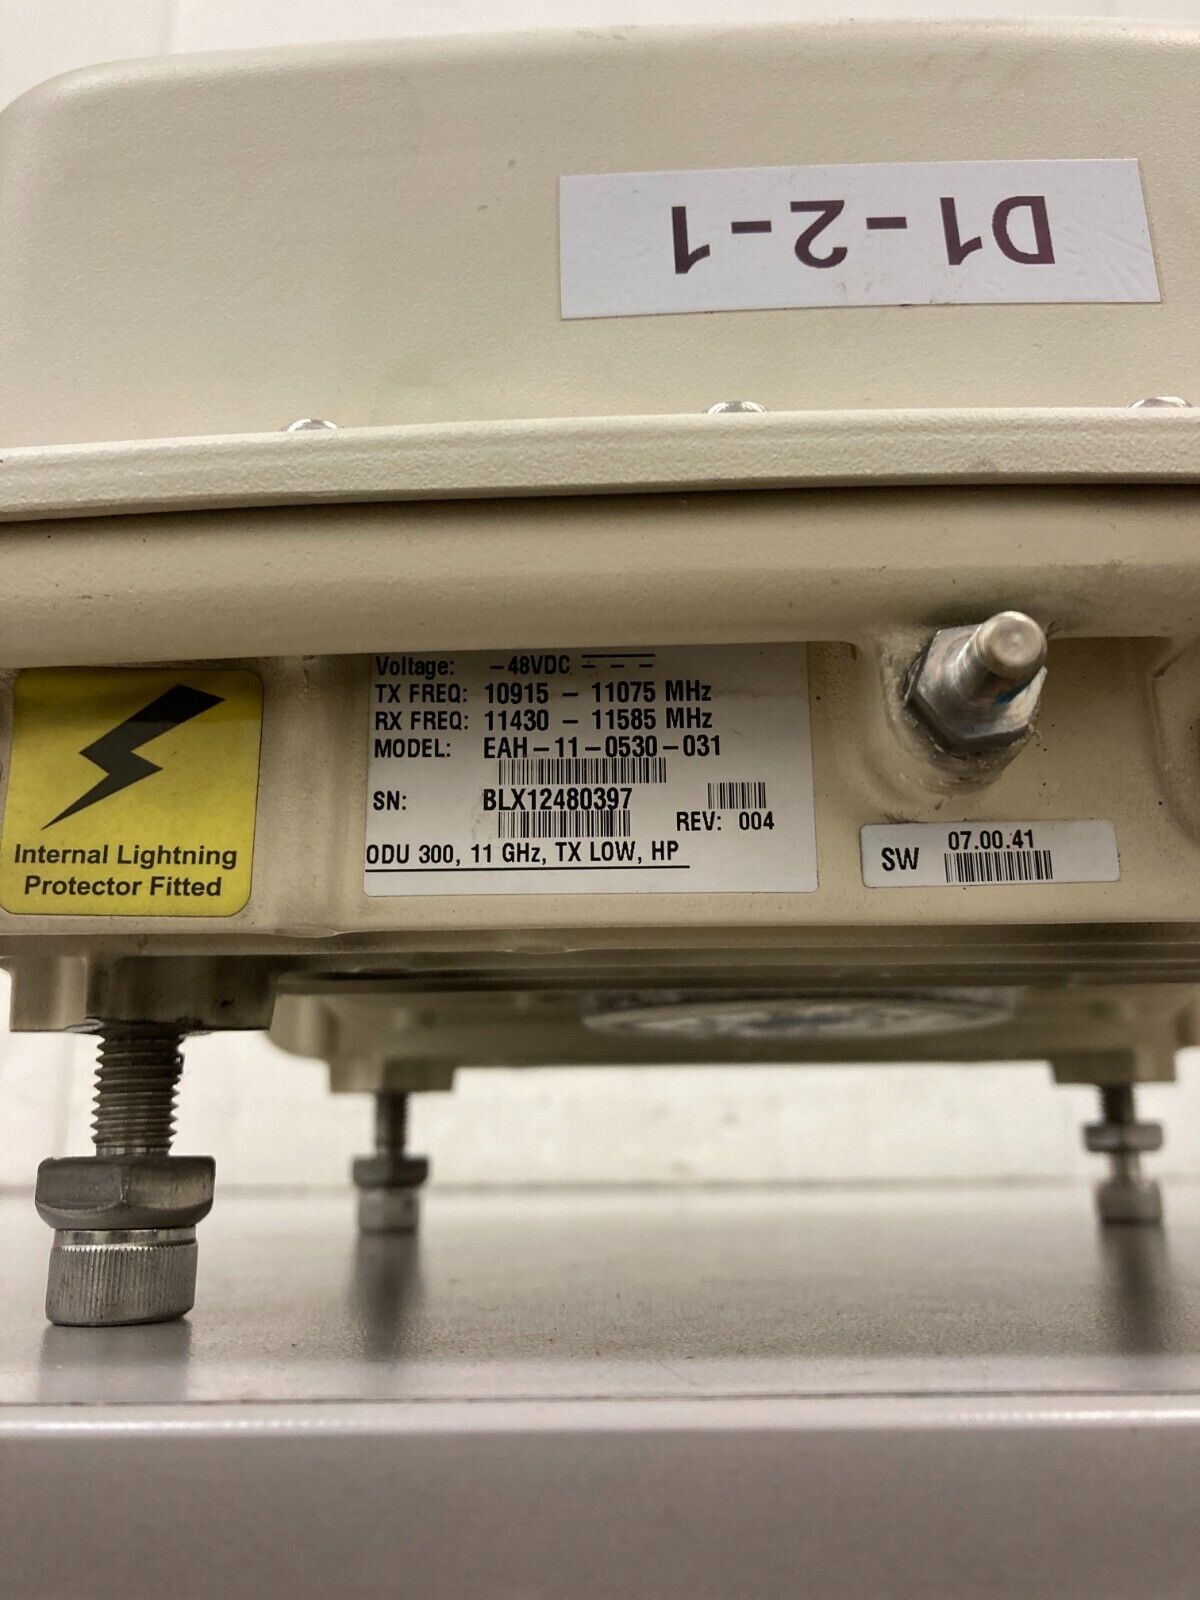 D1-2-1
Voltage: -48VDC
TX FREQ: 10915 - 11075 MHz
RX FREQ: 11430 - 11585 MHz
MODEL: EAH-11-0530-031
SN: BLX12480397
REV: 004
ODU 300, 11 GHz, TX LOW, HP
Internal Lightning
Protector Fitted
SW 07.00.41